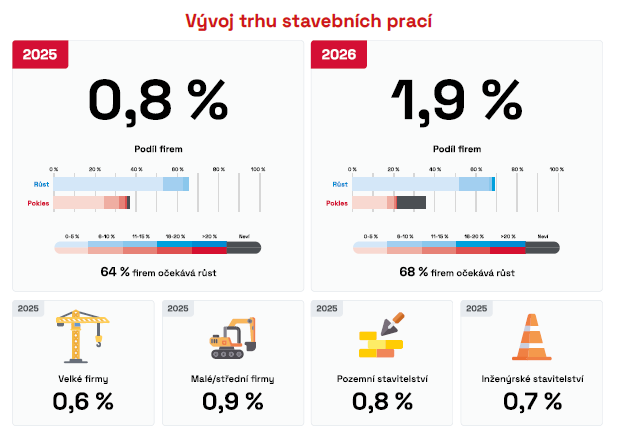 Vývoj trhu stavebních prací
2025
0,8 %
Podíl firem
0 % 20 % 40 % 60 % 80 % 100 %
Růst
Pokles
0-5 % 6-10 % 11-15 % 16-20 % >20 % Neví
64 % firem očekává růst
2026
1,9 %
Podíl firem
0 % 20 % 40 % 60 % 80 % 100 %
Růst
Pokles
0-5 % 6-10 % 11-15 % 16-20 % >20 % Neví
68 % firem očekává růst
2025
Velké firmy
0,6 %
2025
Malé/střední firmy
0,9 %
2025
Pozemní stavitelství
0,8 %
2025
Inženýrské stavitelství
0,7 %